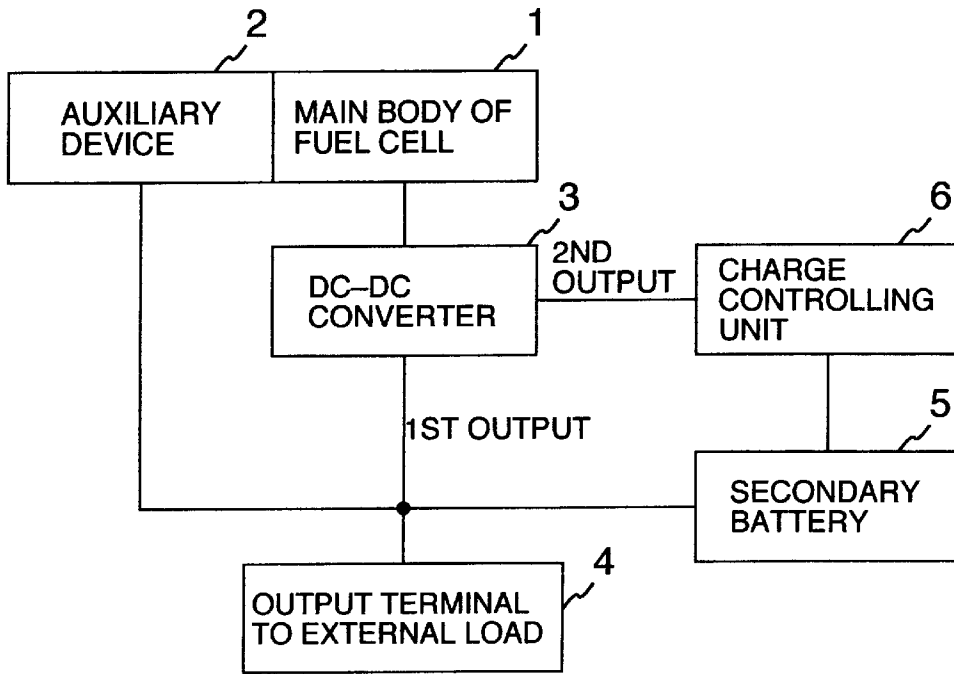 2
1
AUXILIARY
DEVICE
MAIN BODY OF
FUEL CELL
3
6
DC–DC
CONVERTER
2ND
OUTPUT
CHARGE
CONTROLLING
UNIT
1ST OUTPUT
5
SECONDARY
BATTERY
4
OUTPUT TERMINAL
TO EXTERNAL LOAD